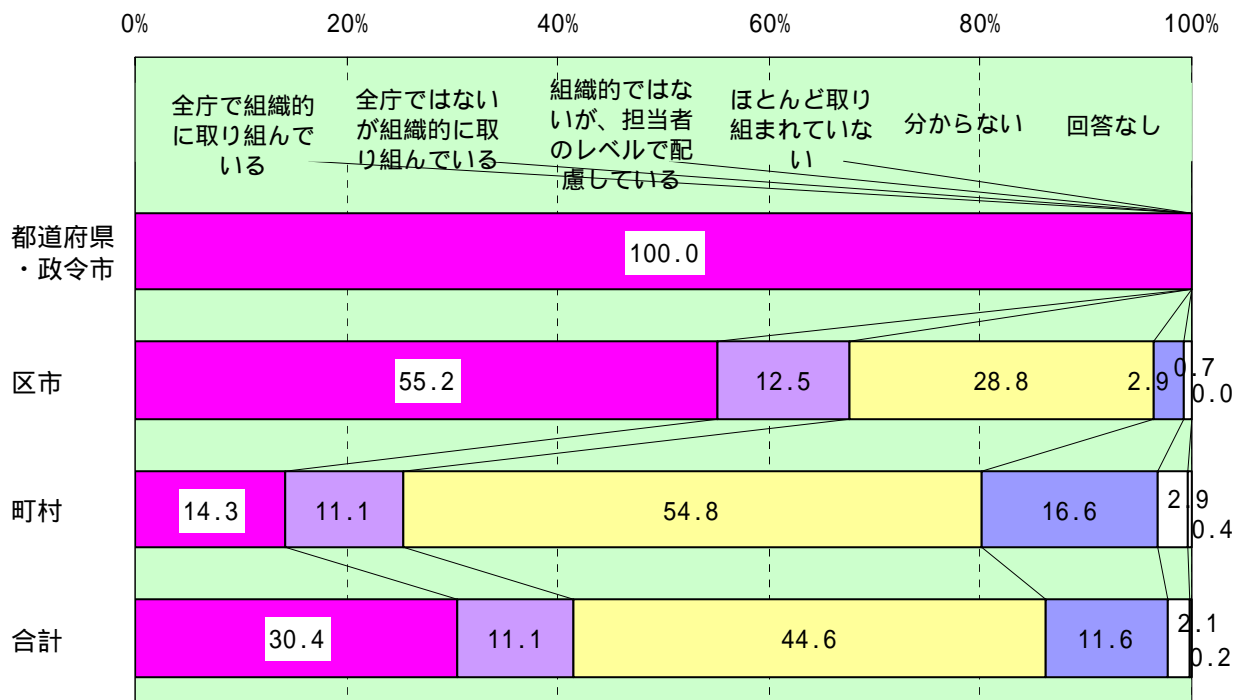 0% 20% 40% 60% 80% 100%
全庁で組織的
に取り組んで
いる
全庁ではない
が組織的に取
り組んでいる
組織的ではな
いが、担当者
のレベルで配
慮している
ほとんど取り
組まれていな
い
分からない
回答なし
都道府県
・政令市
100.0
区市
55.2 12.5 28.8 2.9 0.7 0.0
町村
14.3 11.1 54.8 16.6 2.9 0.4
合計
30.4 11.1 44.6 11.6 2.1 0.2